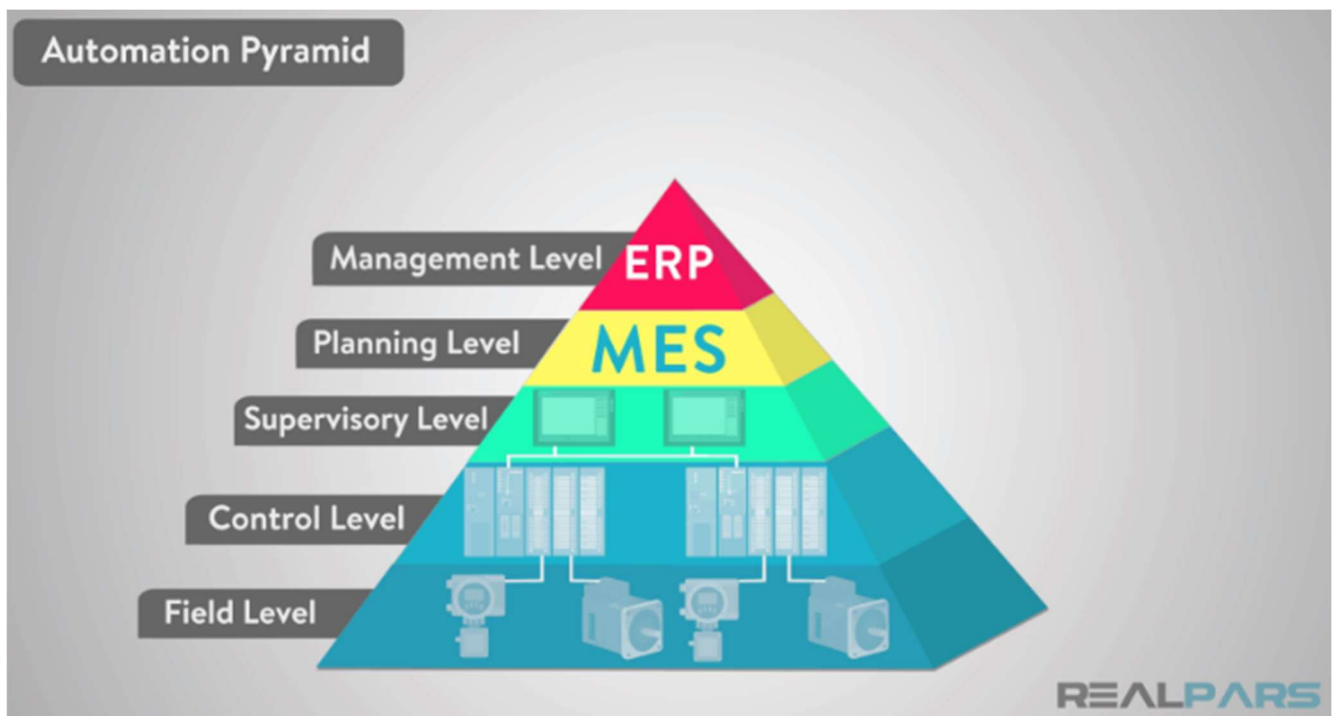 Automation Pyramid
Management Level
ERP
Planning Level
MES
Supervisory Level
Control Level
Field Level
REALPARS